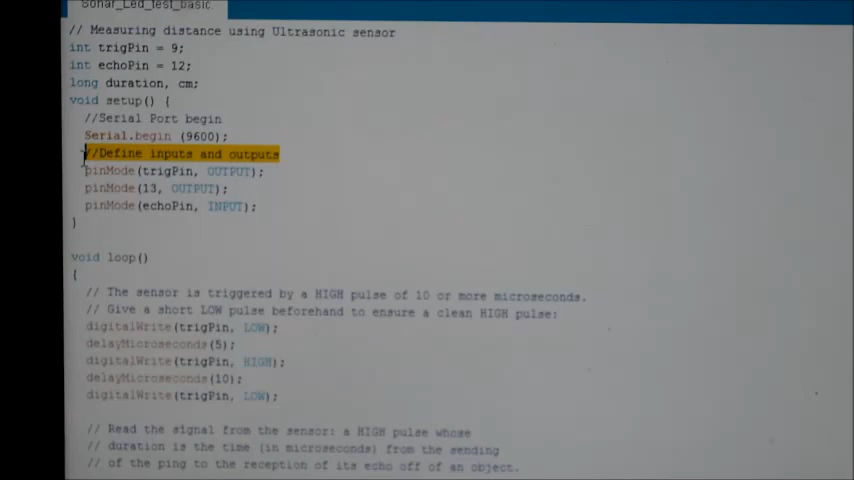 Sonar_Led_test_basic
// Measuring distance using Ultrasonic sensor
int trigPin = 9;
int echoPin = 12;
long duration, cm;
void setup() {
//Serial Port begin
Serial.begin (9600);
//Define inputs and outputs
pinMode(trigPin, OUTPUT);
pinMode(13, OUTPUT);
pinMode(echoPin, INPUT);
}
void loop()
{
// The sensor is triggered by a HIGH pulse of 10 or more microseconds.
// Give a short LOW pulse beforehand to ensure a clean HIGH pulse:
digitalWrite(trigPin, LOW);
delayMicroseconds(5);
digitalWrite(trigPin, HIGH);
delayMicroseconds(10);
digitalWrite(trigPin, LOW);
// Read the signal from the sensor: a HIGH pulse whose
// duration is the time (in microseconds) from the sending
// of the ping to the reception of its echo off of an object.